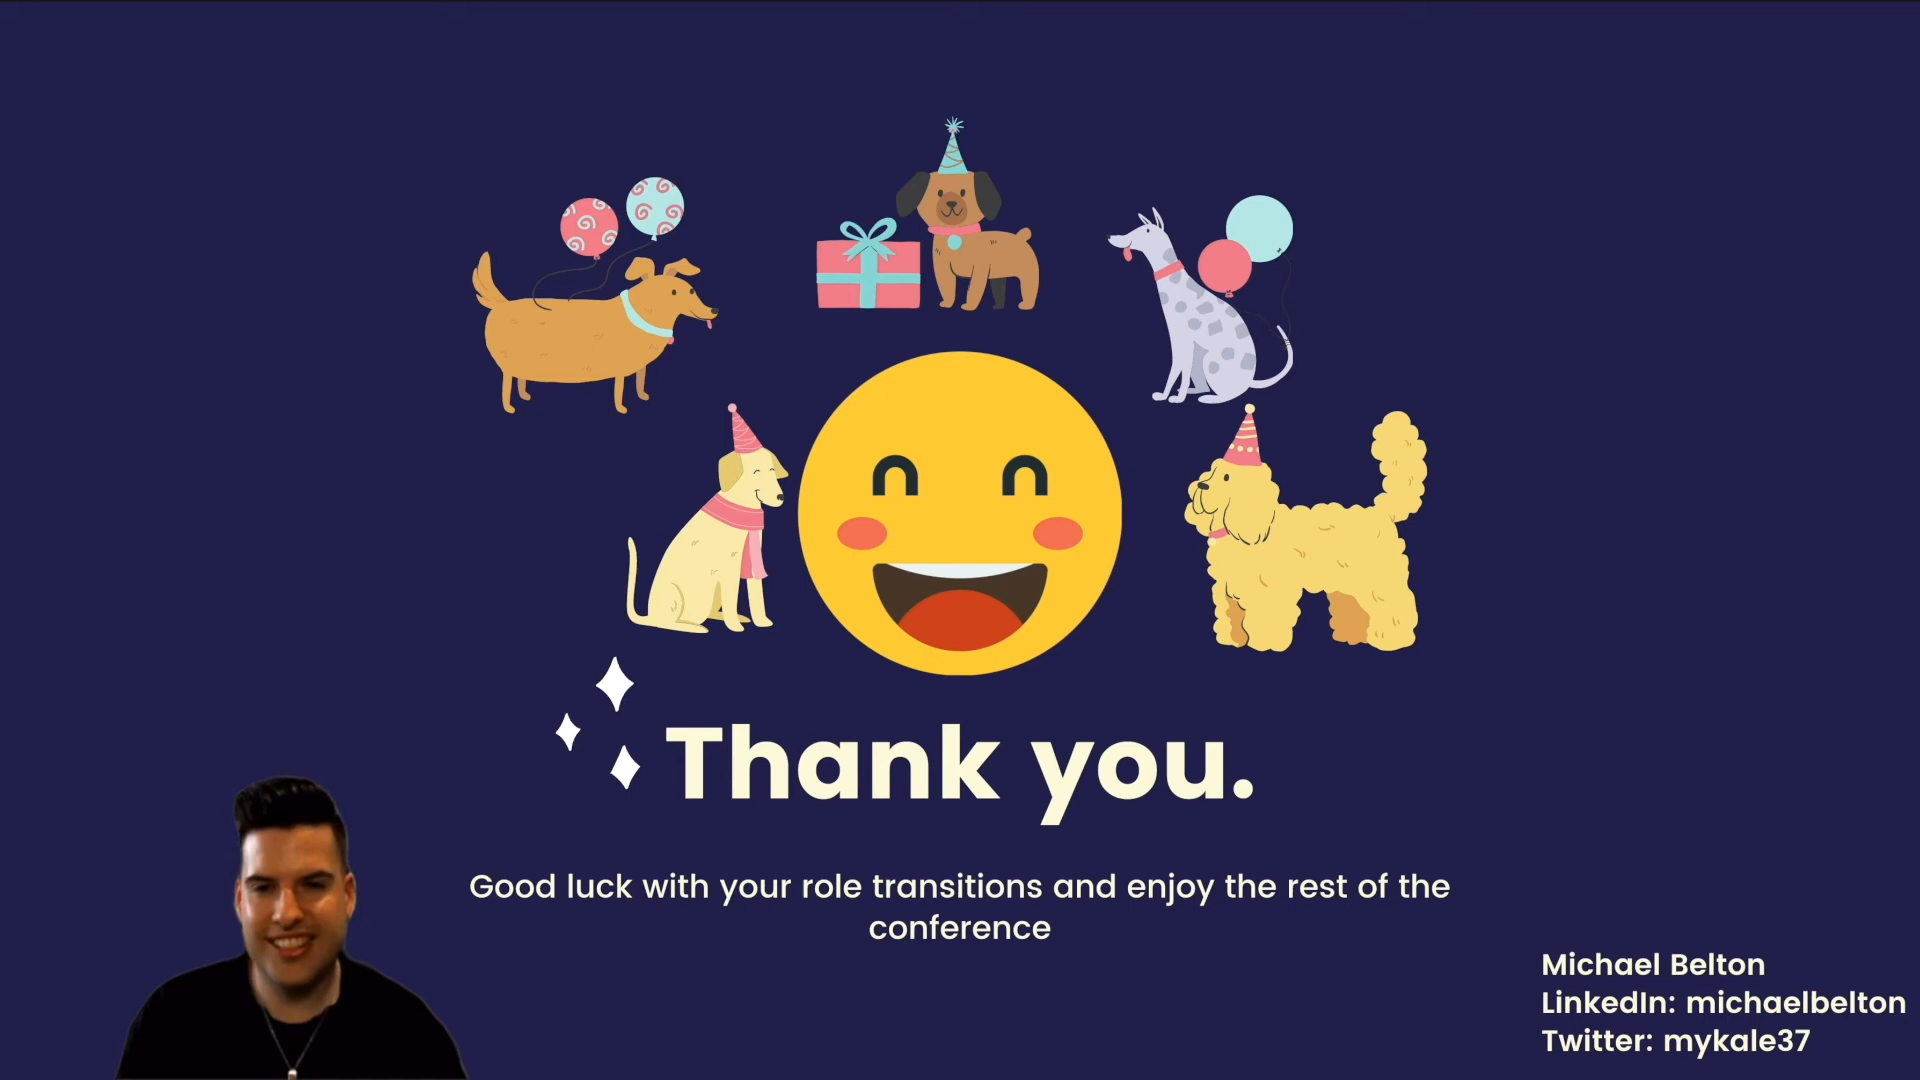 Thank you.
Good luck with your role transitions and enjoy the rest of the
conference
Michael Belton
LinkedIn: michaelbelton
Twitter: mykale37